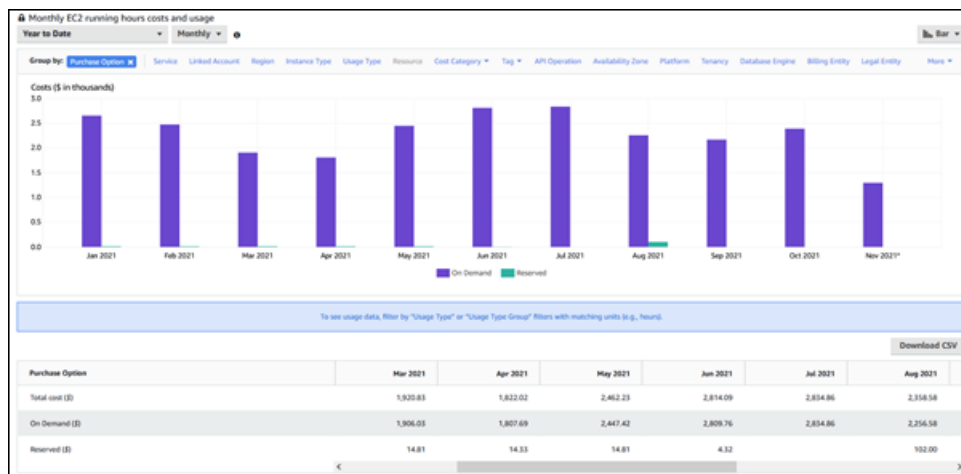 Monthly EC2 running hours costs and usage
Year to Date Monthly Bar
Group by: Purchase Option Service Linked Account Region Instance Type Usage Type Resource Cost Category Tag API Operation Availability Zone Platform Tenancy Database Engine Billing Entity Legal Entity More
Costs ($ in thousands)
3.0
2.5
2.0
1.5
1.0
0.5
0.0
Jan 2021 Feb 2021 Mar 2021 Apr 2021 May 2021 Jun 2021 Jul 2021 Aug 2021 Sep 2021 Oct 2021 Nov 2021*
On Demand Reserved
To see usage data, filter by "Usage Type" or "Usage Type Group" filters with matching units (e.g., hours).
Download CSV
Purchase Option Mar 2021 Apr 2021 May 2021 Jun 2021 Jul 2021 Aug 2021
Total cost ($) 1,920.83 1,822.02 2,462.23 2,814.09 2,834.86 2,358.58
On Demand ($) 1,906.03 1,807.69 2,447.42 2,809.76 2,834.86 2,256.58
Reserved ($) 14.81 14.33 14.81 4.32 102.00